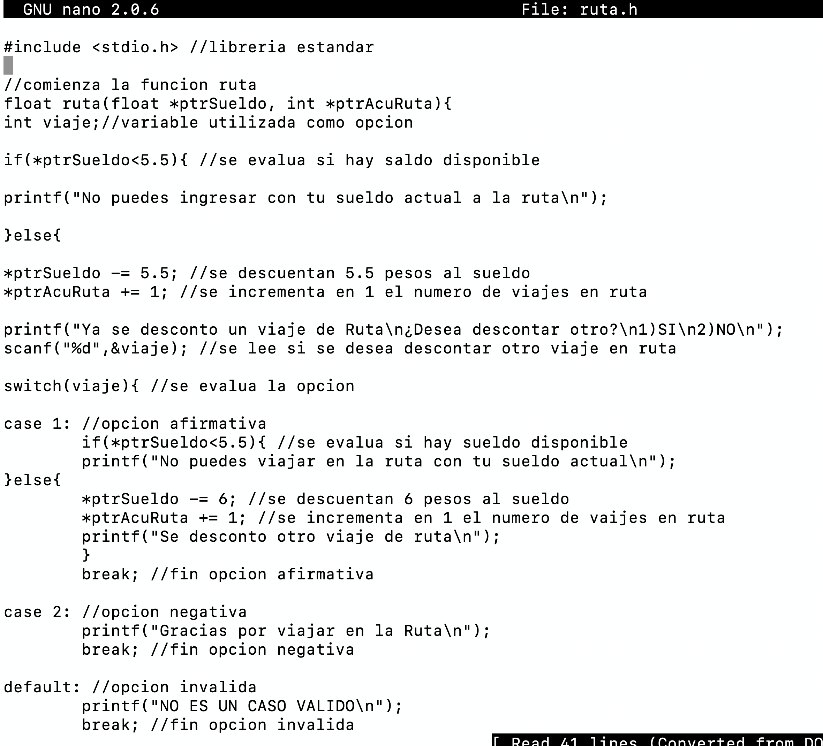 GNU nano 2.0.6 File: ruta.h
#include <stdio.h> //libreria estandar
//comienza la funcion ruta
float ruta(float *ptrSueldo, int *ptrAcuRuta){
int viaje;//variable utilizada como opcion
if(*ptrSueldo<5.5){ //se evalua si hay saldo disponible
printf("No puedes ingresar con tu sueldo actual a la ruta\n");
}else{
*ptrSueldo -= 5.5; //se descuentan 5.5 pesos al sueldo
*ptrAcuRuta += 1; //se incrementa en 1 el numero de viajes en ruta
printf("Ya se desconto un viaje de Ruta\n¿Desea descontar otro?\n1)SI\n2)NO\n");
scanf("%d",&viaje); //se lee si se desea descontar otro viaje en ruta
switch(viaje){ //se evalua la opcion
case 1: //opcion afirmativa
if(*ptrSueldo<5.5){ //se evalua si hay sueldo disponible
printf("No puedes viajar en la ruta con tu sueldo actual\n");
}else{
*ptrSueldo -= 6; //se descuentan 6 pesos al sueldo
*ptrAcuRuta += 1; //se incrementa en 1 el numero de vaijes en ruta
printf("Se desconto otro viaje de ruta\n");
}
break; //fin opcion afirmativa
case 2: //opcion negativa
printf("Gracias por viajar en la Ruta\n");
break; //fin opcion negativa
default: //opcion invalida
printf("NO ES UN CASO VALIDO\n");
break; //fin opcion invalida
[ Read 41 lines (Converted from DO